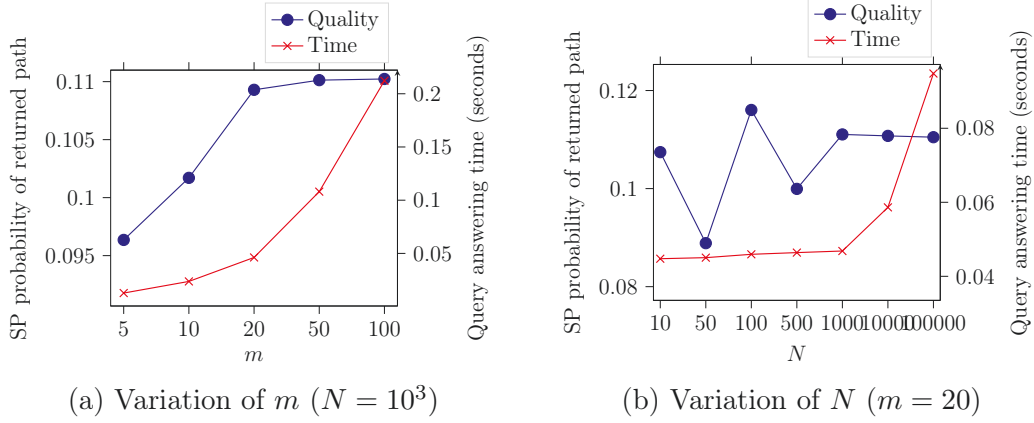 Quality
Time
SP probability of returned path
0.11
0.105
0.1
0.095
0.2
0.15
0.1
0.05
Query answering time (seconds)
5 10 20 50 100
m
(a) Variation of m (N = 10³)
Quality
Time
SP probability of returned path
0.12
0.1
0.08
0.08
0.06
0.04
Query answering time (seconds)
10 50 100 500 1000 10000 100000
N
(b) Variation of N (m = 20)